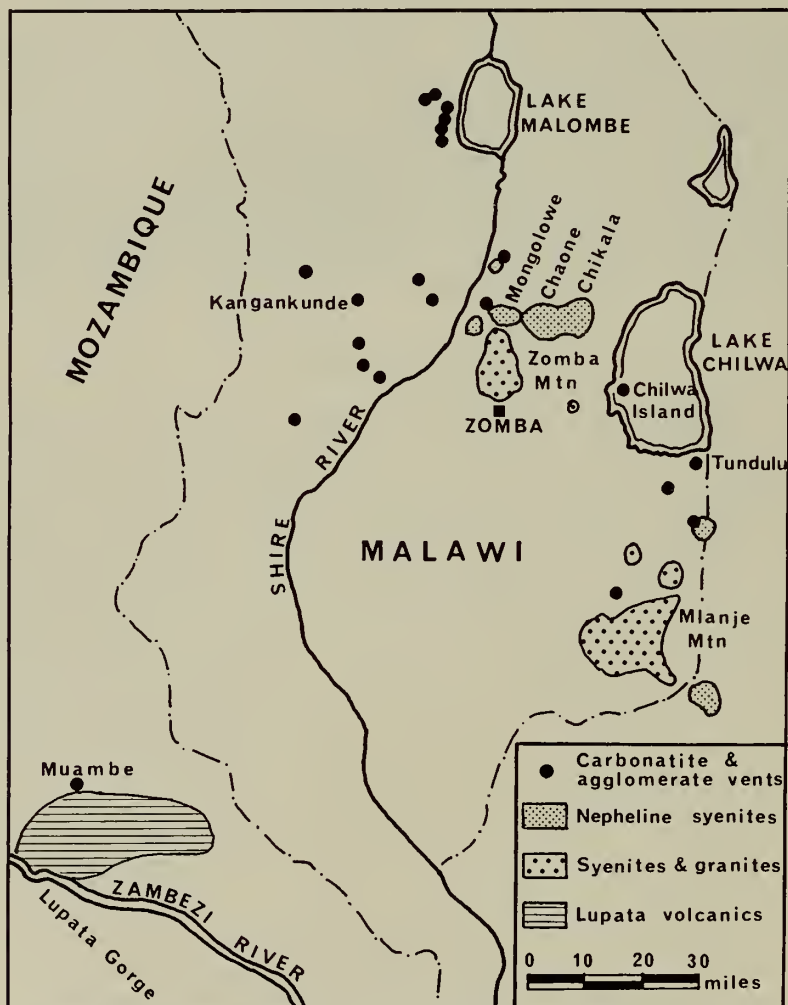 LAKE
MALOMBE
MOZAMBIQUE
Mongolowe
Chaone
Chikala
Kangankunde
LAKE
CHILWA
Zomba
Mtn
Chilwa
Island
ZOMBA
SHIRE RIVER
Tundulu
MALAWI
Mlanje
Mtn
Muambe
ZAMBEZI RIVER
Lupata Gorge
Carbonatite &
agglomerate vents
Nepheline syenites
Syenites & granites
Lupata volcanics
0 10 20 30
miles